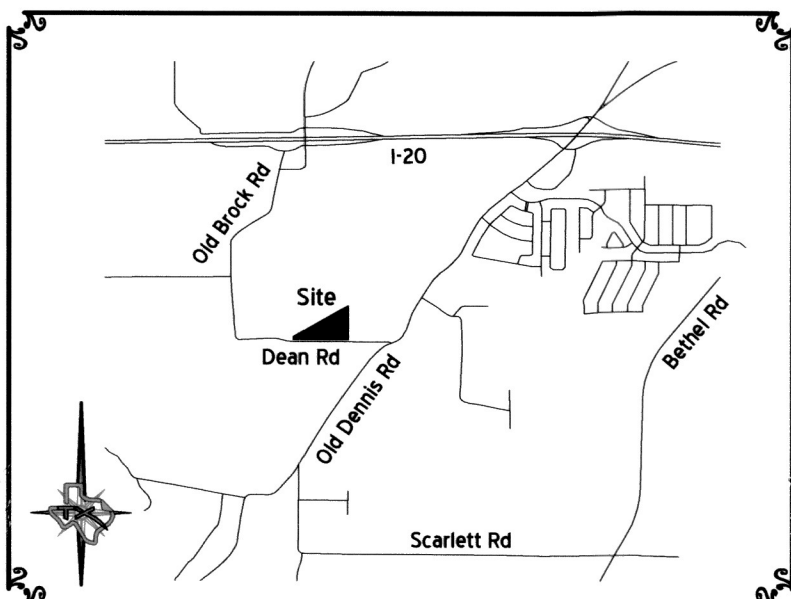 I-20
Old Brock Rd
Site
Dean Rd
Old Dennis Rd
Bethel Rd
Scarlett Rd
TX